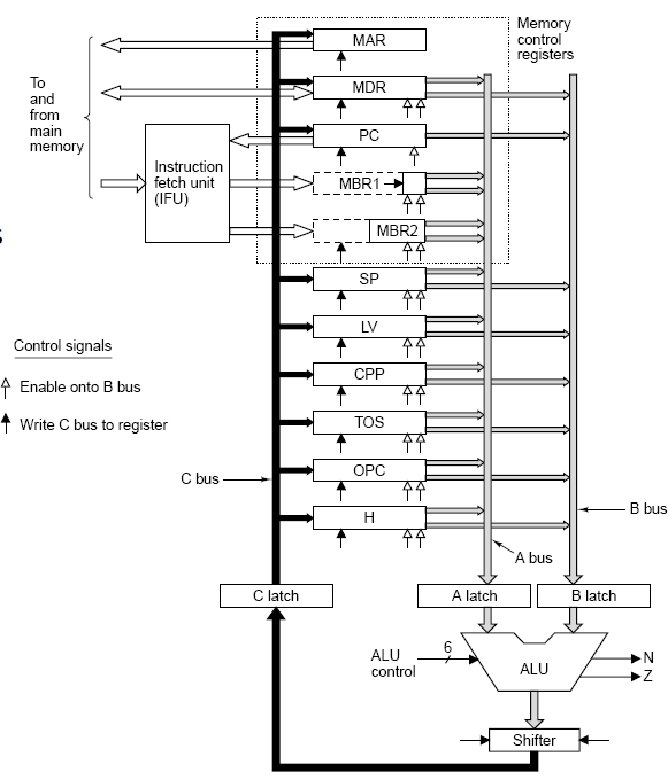 MAR
Memory
control
registers
To
and
from
main
memory
MDR
PC
Instruction
fetch unit
(IFU)
MBR1
MBR2
s
SP
LV
Control signals
Enable onto B bus
CPP
Write C bus to register
TOS
C bus
OPC
H
B bus
A bus
C latch
A latch
B latch
ALU
control
6
ALU
N
Z
Shifter